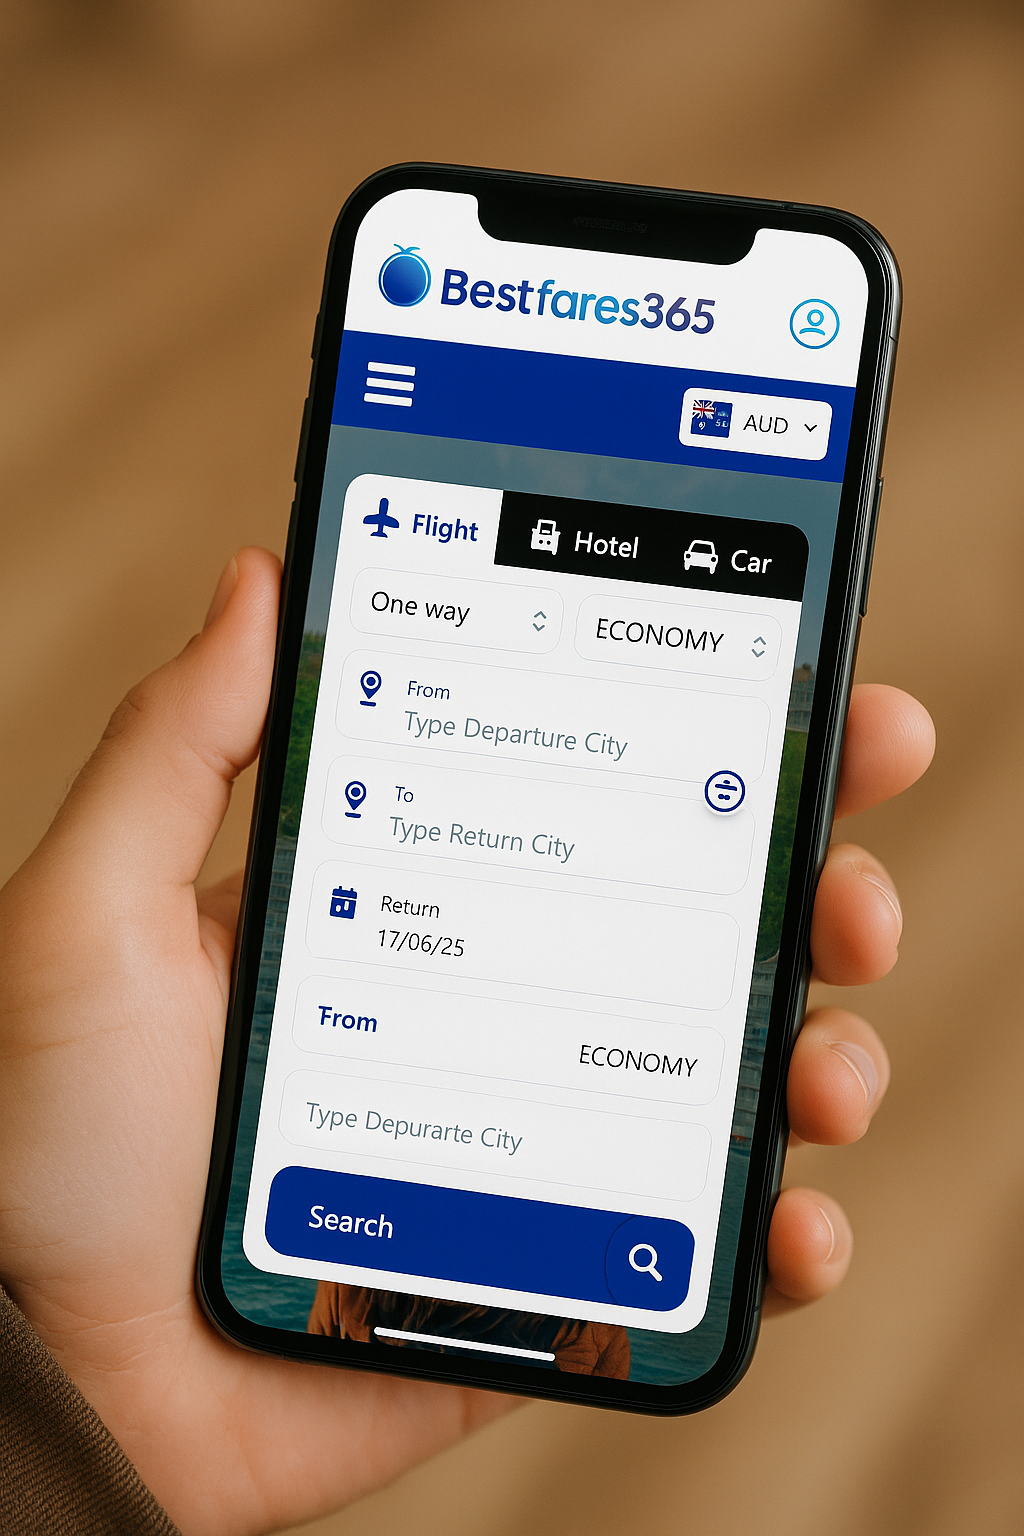 Bestfares365
AUD
Flight
Hotel
Car
One way
ECONOMY
From
Type Departure City
To
Type Return City
Return
17/06/25
From
ECONOMY
Type Depurarte City
Search